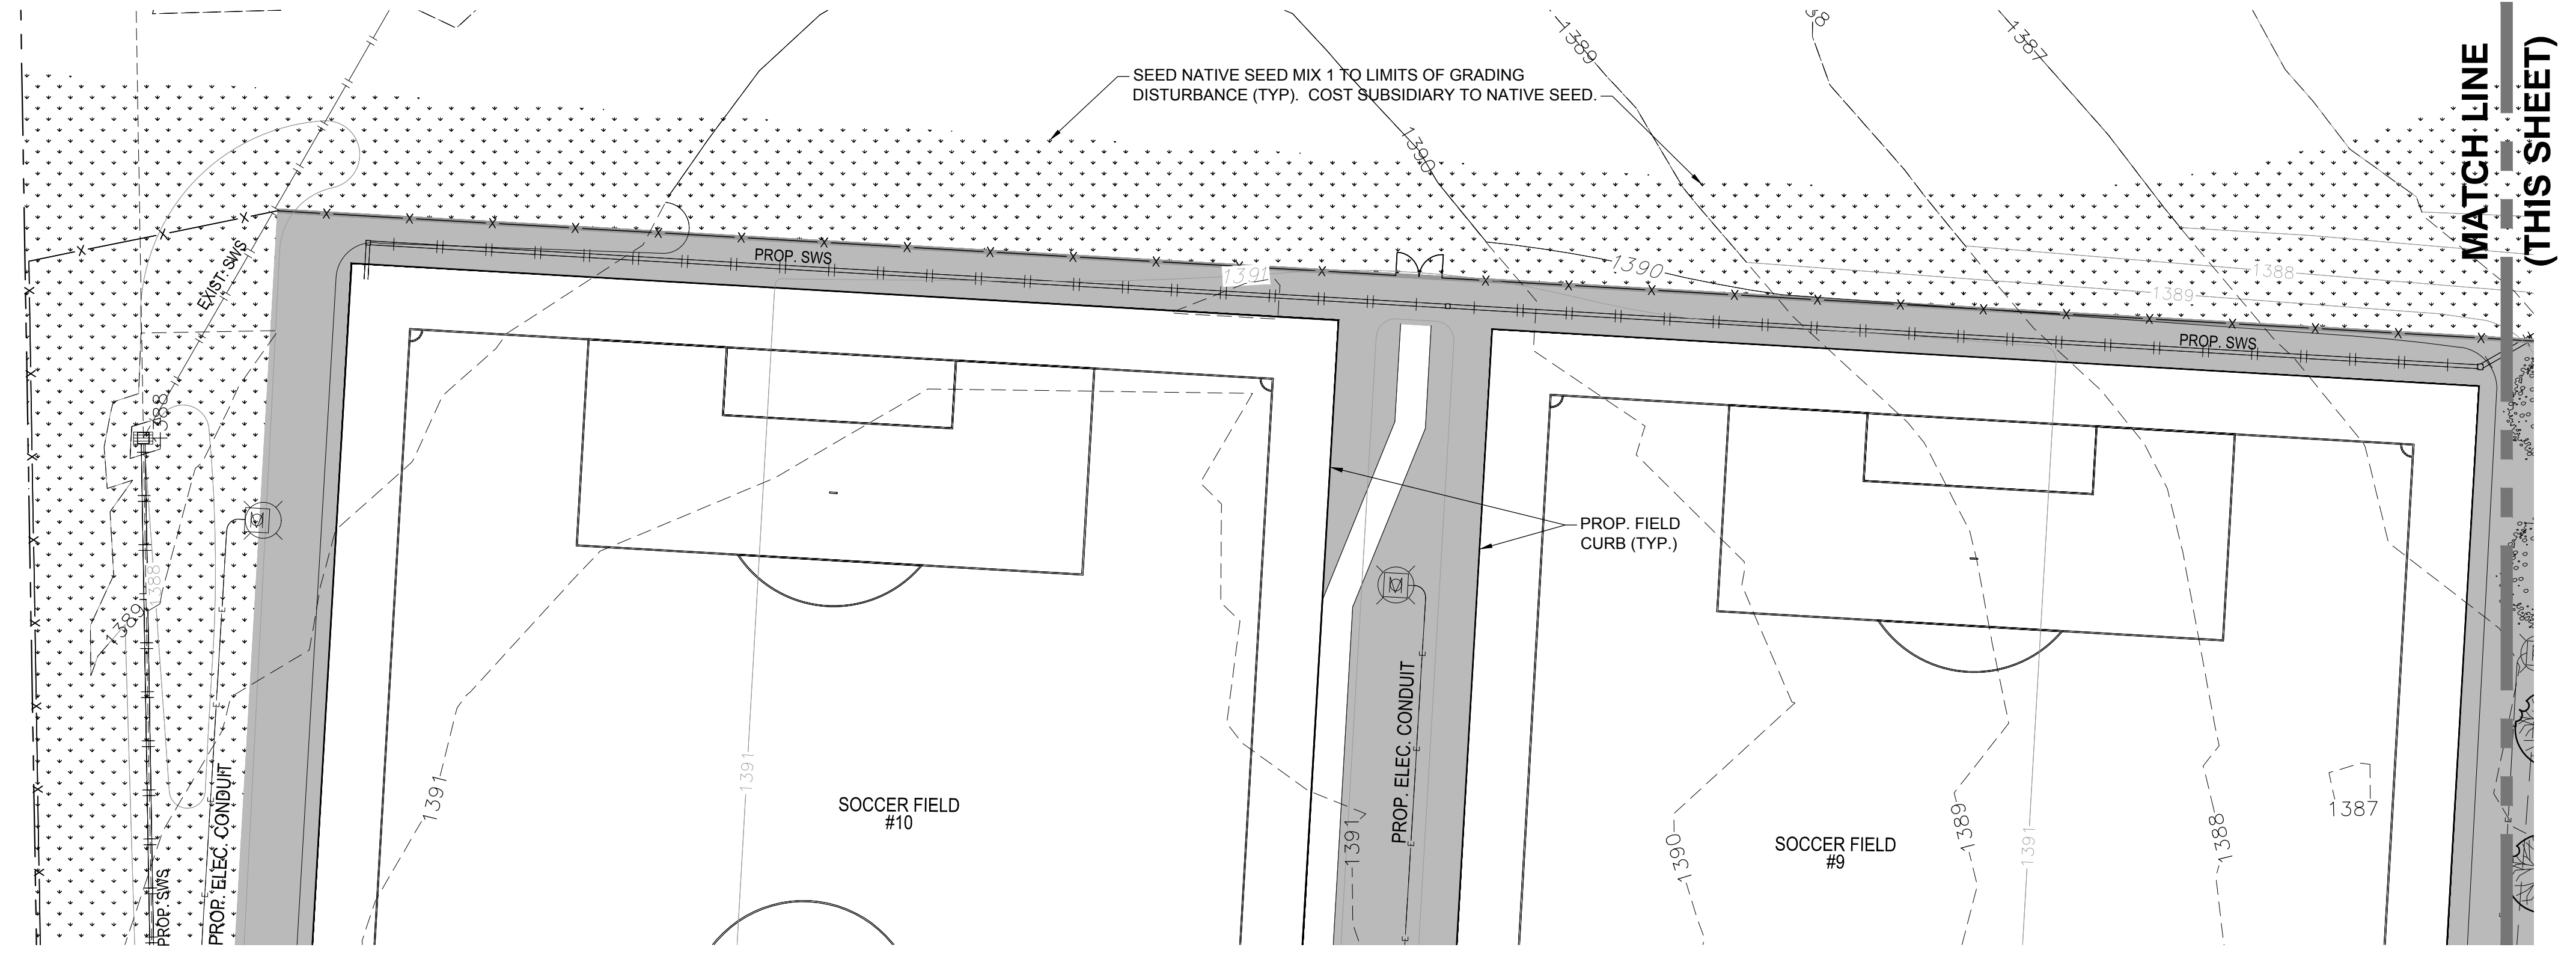 1389
38
1387
MATCH LINE
(THIS SHEET)
SEED NATIVE SEED MIX 1 TO LIMITS OF GRADING
DISTURBANCE (TYP).  COST SUBSIDIARY TO NATIVE SEED.
1390
EXIST. SWS
PROP. SWS
1391
1390
1388
1389
PROP. SWS
1388
PROP. FIELD
CURB (TYP.)
1388
1389
PROP. ELEC. CONDUIT
1391
1391
SOCCER FIELD
#10
1391
PROP. ELEC. CONDUIT
1390
SOCCER FIELD
#9
1389
1391
1388
1387
PROP. SWS